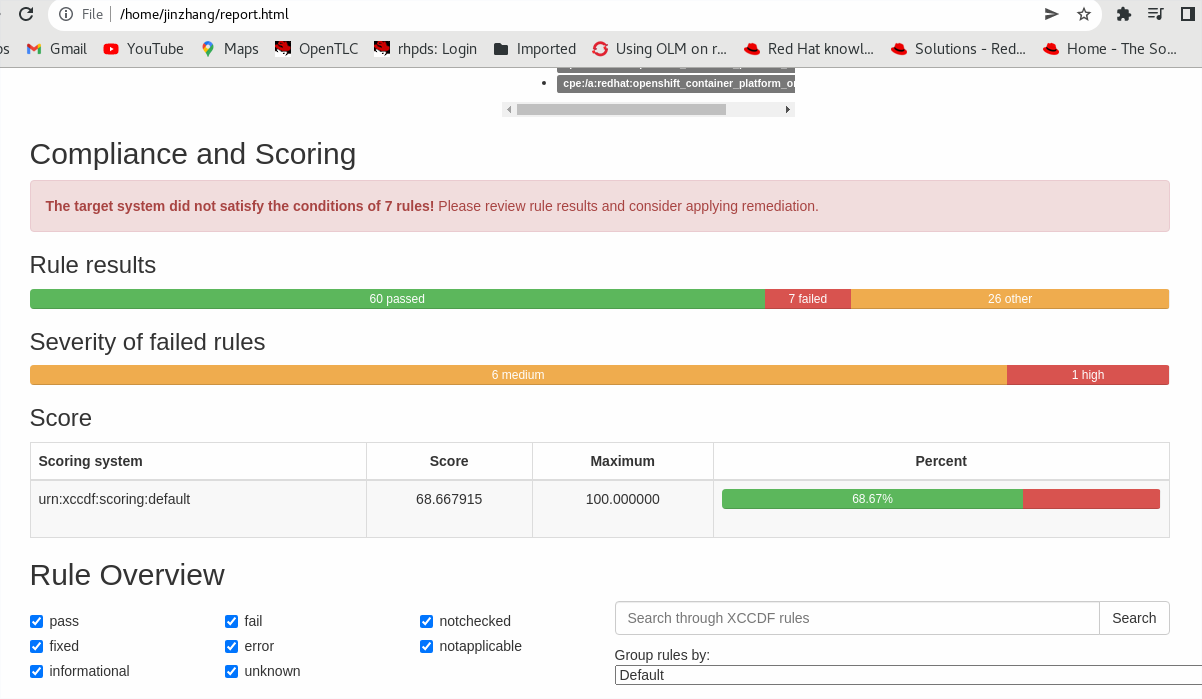 File /home/jinzhang/report.html
Gmail YouTube Maps OpenTLC rhpds: Login Imported Using OLM on r... Red Hat knowl... Solutions - Red... Home - The So...
cpe:/a:redhat:openshift_container_platform_o
Compliance and Scoring
The target system did not satisfy the conditions of 7 rules! Please review rule results and consider applying remediation.
Rule results
60 passed 7 failed 26 other
Severity of failed rules
6 medium 1 high
Score
Scoring system Score Maximum Percent
urn:xccdf:scoring:default 68.667915 100.000000 68.67%
Rule Overview
pass fail notchecked
fixed error notapplicable
informational unknown
Search through XCCDF rules Search
Group rules by:
Default